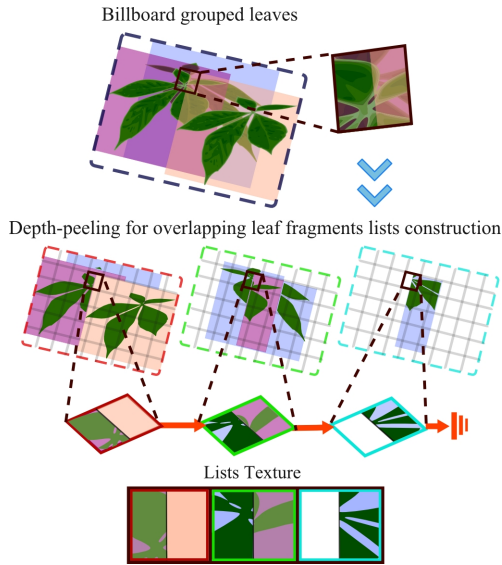 Billboard grouped leaves
Depth-peeling for overlapping leaf fragments lists construction
Lists Texture